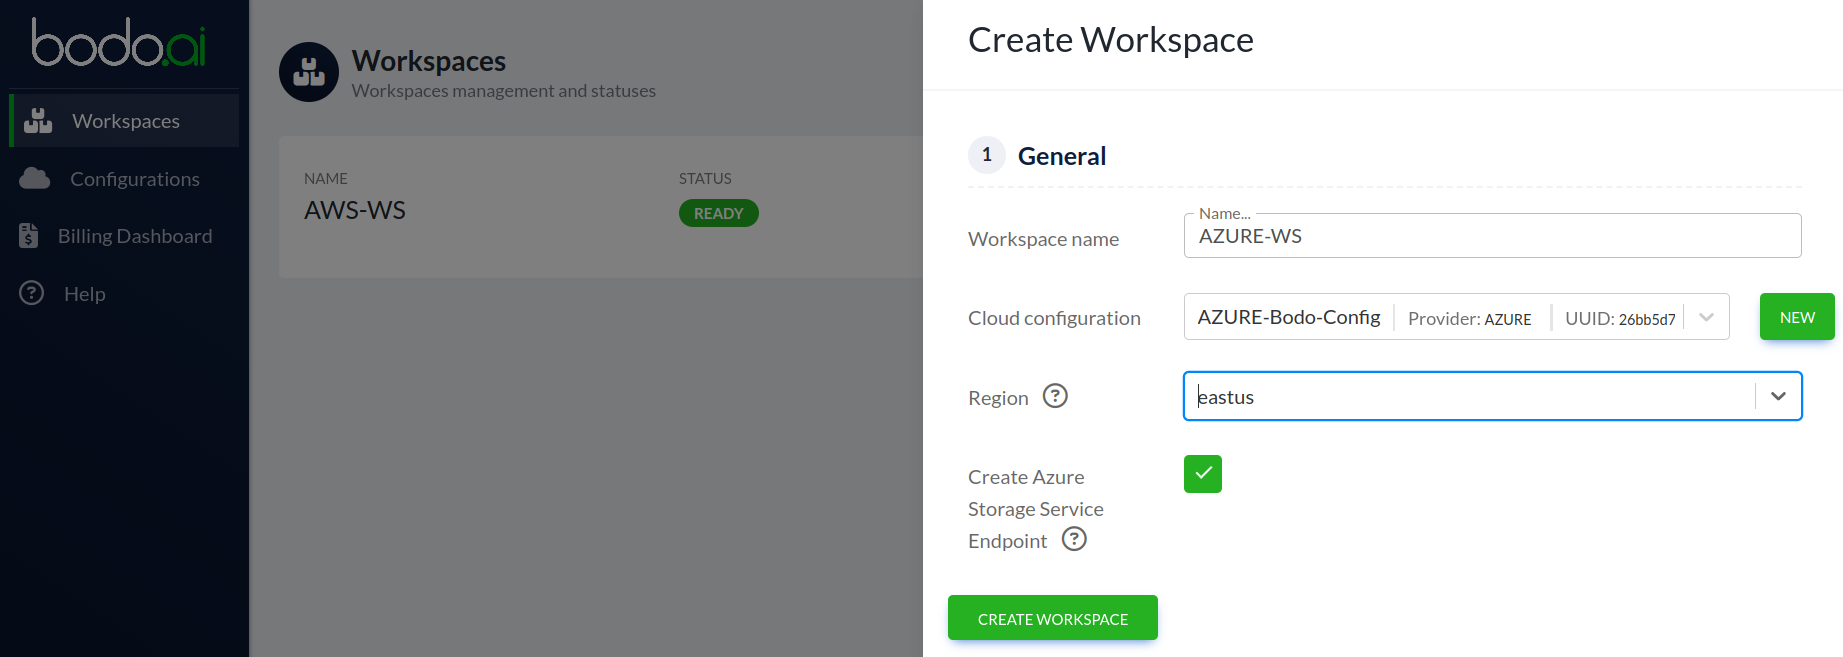 bodo.ai
Workspaces
Configurations
Billing Dashboard
Help
Workspaces
Workspaces management and statuses
NAME STATUS
AWS-WS READY
Create Workspace
1 General
Name...
Workspace name AZURE-WS
Cloud configuration AZURE-Bodo-Config Provider: AZURE UUID: 26bb5d7 NEW
Region ? eastus
Create Azure
Storage Service
Endpoint ?
CREATE WORKSPACE